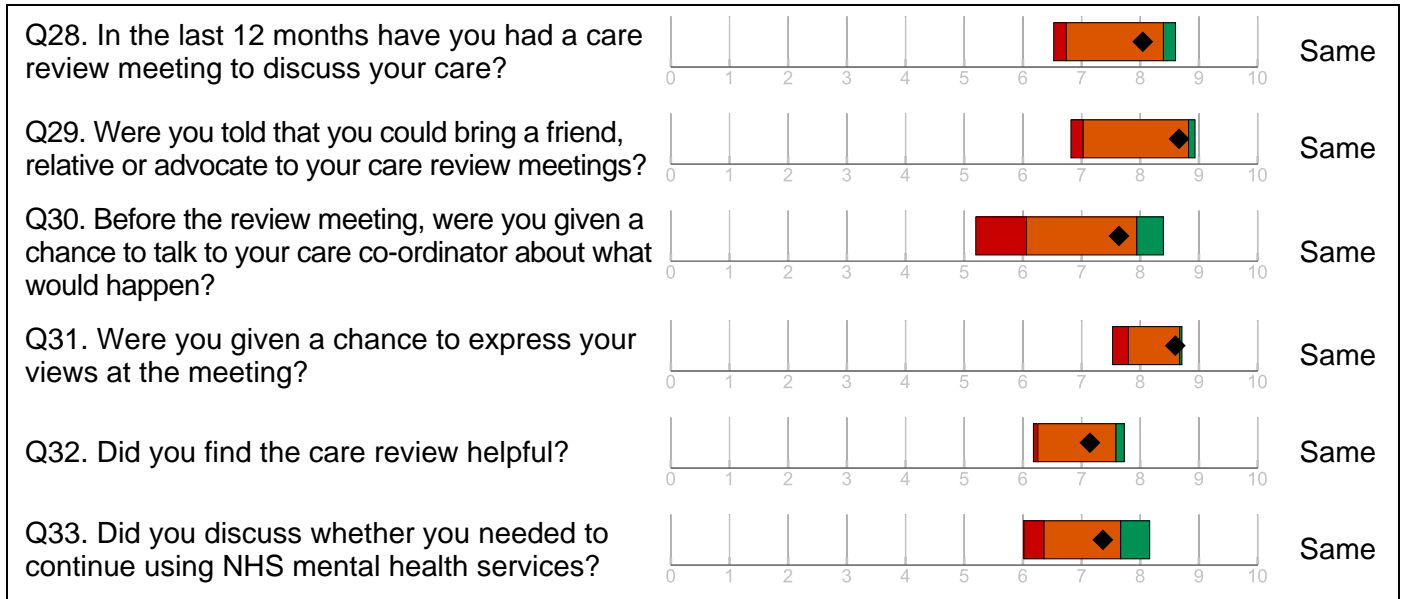 Q28. In the last 12 months have you had a care
review meeting to discuss your care?
0 1 2 3 4 5 6 7 8 9 10
Same
Q29. Were you told that you could bring a friend,
relative or advocate to your care review meetings?
0 1 2 3 4 5 6 7 8 9 10
Same
Q30. Before the review meeting, were you given a
chance to talk to your care co-ordinator about what
would happen?
0 1 2 3 4 5 6 7 8 9 10
Same
Q31. Were you given a chance to express your
views at the meeting?
0 1 2 3 4 5 6 7 8 9 10
Same
Q32. Did you find the care review helpful?
0 1 2 3 4 5 6 7 8 9 10
Same
Q33. Did you discuss whether you needed to
continue using NHS mental health services?
0 1 2 3 4 5 6 7 8 9 10
Same